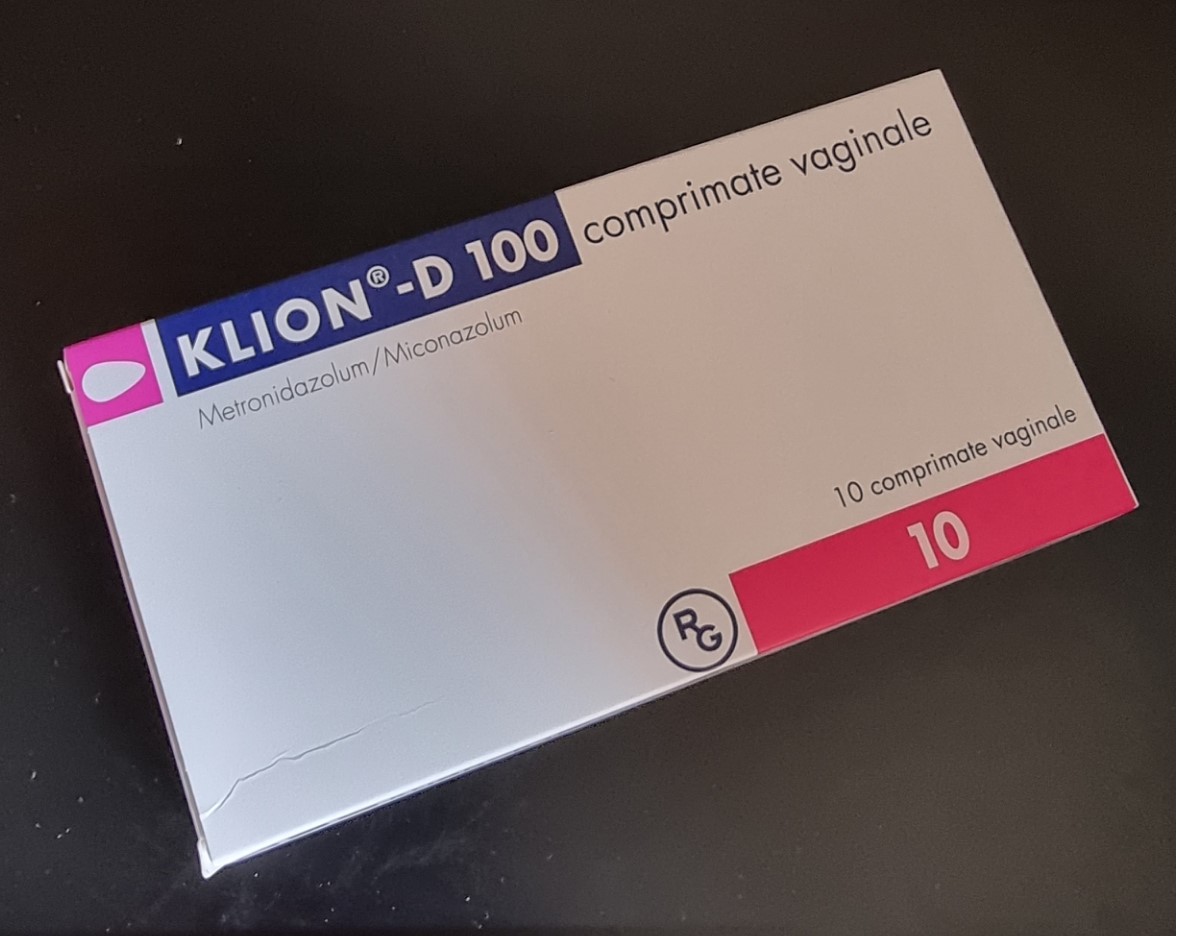 KLION®-D 100 comprimate vaginale
Metronidazolum/Miconazolum
10 comprimate vaginale
10
RG